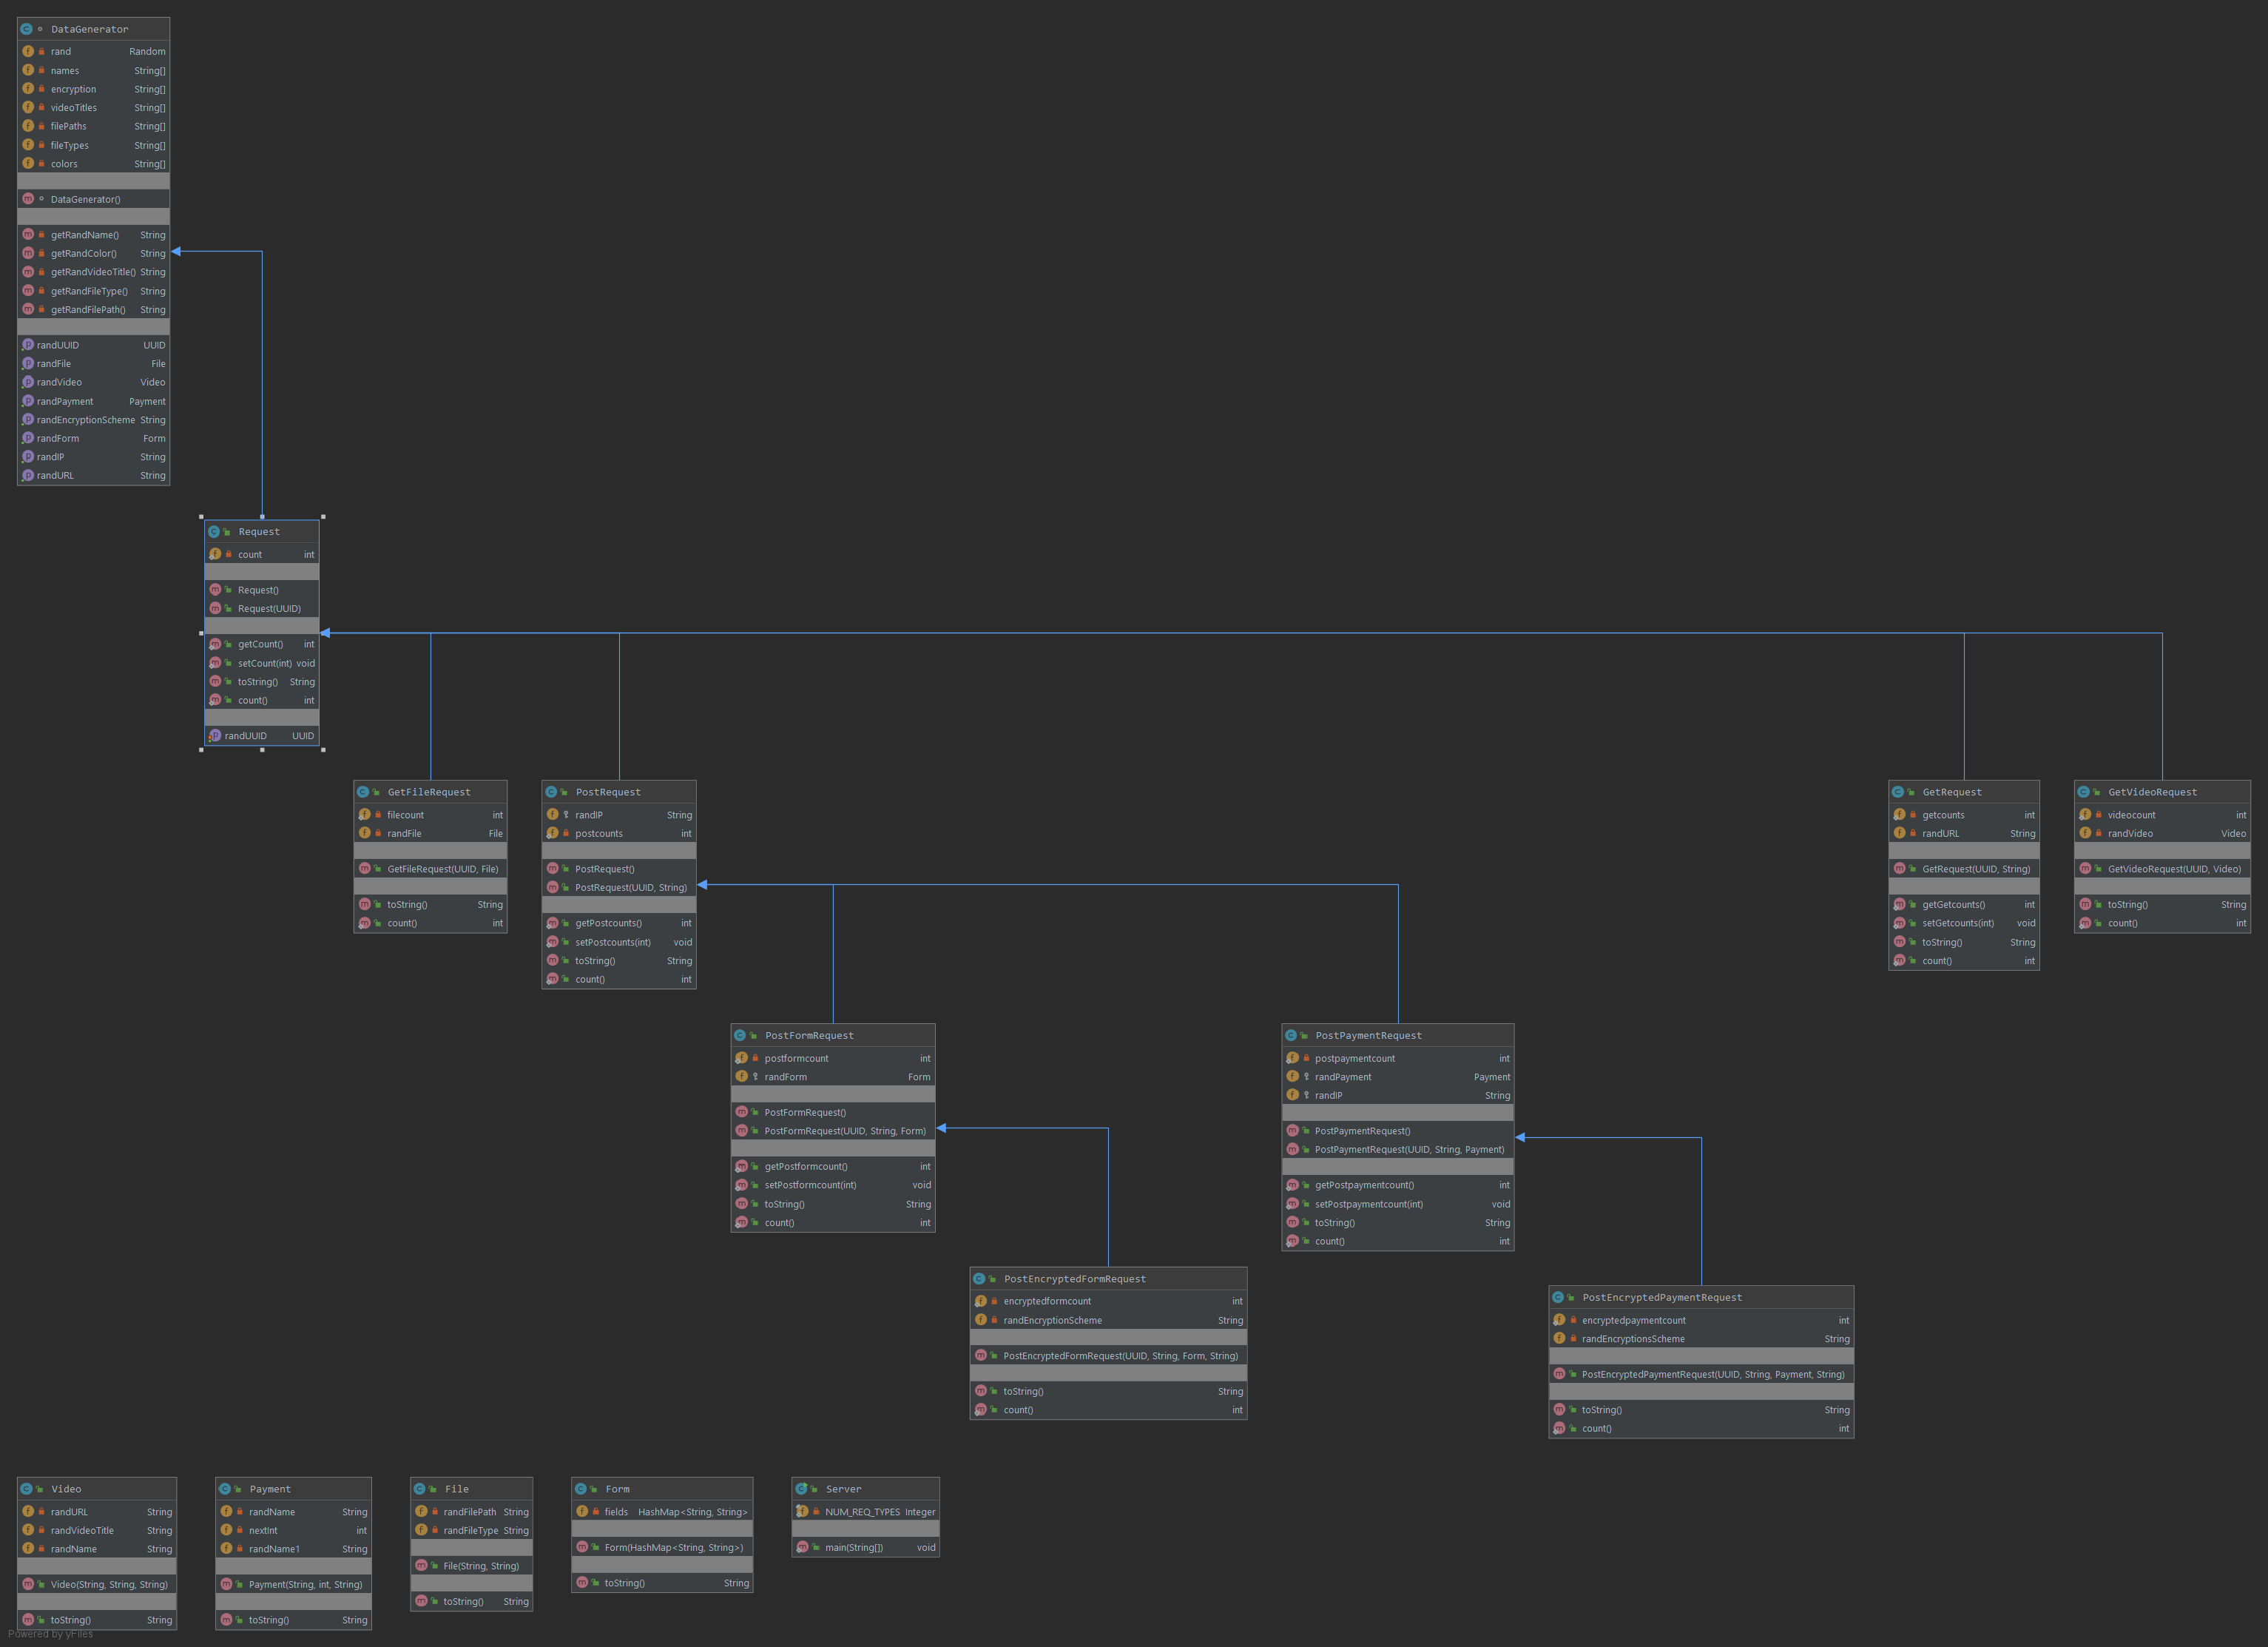 DataGenerator
rand Random
names String[]
encryption String[]
videoTitles String[]
filePaths String[]
fileTypes String[]
colors String[]
DataGenerator()
getRandName() String
getRandColor() String
getRandVideoTitle() String
getRandFileType() String
getRandFilePath() String
randUUID UUID
randFile File
randVideo Video
randPayment Payment
randEncryptionScheme String
randForm Form
randIP String
randURL String
Request
count int
Request()
Request(UUID)
getCount() int
setCount(int) void
toString() String
count() int
randUUID UUID
GetFileRequest
filecount int
randFile File
GetFileRequest(UUID, File)
toString() String
count() int
PostRequest
randIP String
postcounts int
PostRequest()
PostRequest(UUID, String)
getPostcounts() int
setPostcounts(int) void
toString() String
count() int
GetRequest
getcounts int
randURL String
GetRequest(UUID, String)
getGetcounts() int
setGetcounts(int) void
toString() String
count() int
GetVideoRequest
videocount int
randVideo Video
GetVideoRequest(UUID, Video)
toString() String
count() int
PostFormRequest
postformcount int
randForm Form
PostFormRequest()
PostFormRequest(UUID, String, Form)
getPostformcount() int
setPostformcount(int) void
toString() String
count() int
PostPaymentRequest
postpaymentcount int
randPayment Payment
randIP String
PostPaymentRequest()
PostPaymentRequest(UUID, String, Payment)
getPostpaymentcount() int
setPostpaymentcount(int) void
toString() String
count() int
PostEncryptedFormRequest
encryptedformcount int
randEncryptionScheme String
PostEncryptedFormRequest(UUID, String, Form, String)
toString() String
count() int
PostEncryptedPaymentRequest
encryptedpaymentcount int
randEncryptionsScheme String
PostEncryptedPaymentRequest(UUID, String, Payment, String)
toString() String
count() int
Video
randURL String
randVideoTitle String
randName String
Video(String, String, String)
toString() String
Payment
randName String
nextInt int
randName1 String
Payment(String, int, String)
toString() String
File
randFilePath String
randFileType String
File(String, String)
toString() String
Form
fields HashMap<String, String>
Form(HashMap<String, String>)
toString() String
Server
NUM_REQ_TYPES Integer
main(String[]) void
Powered by yFiles